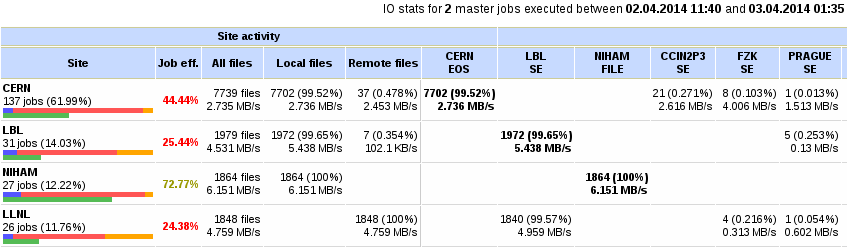 IO stats for 2 master jobs executed between 02.04.2014 11:40 and 03.04.2014 01:35
Site activity
Site Job eff. All files Local files Remote files CERN EOS LBL SE NIHAM FILE CCIN2P3 SE FZK SE PRAGUE SE
CERN
137 jobs (61.99%) 44.44% 7739 files 7702 (99.52%) 37 (0.478%) 7702 (99.52%) 21 (0.271%) 8 (0.103%) 1 (0.013%)
2.735 MB/s 2.736 MB/s 2.453 MB/s 2.736 MB/s 2.616 MB/s 4.006 MB/s 1.513 MB/s
LBL
31 jobs (14.03%) 25.44% 1979 files 1972 (99.65%) 7 (0.354%) 1972 (99.65%) 5 (0.253%)
4.531 MB/s 5.438 MB/s 102.1 KB/s 5.438 MB/s 0.13 MB/s
NIHAM
27 jobs (12.22%) 72.77% 1864 files 1864 (100%) 1864 (100%)
6.151 MB/s 6.151 MB/s 6.151 MB/s
LLNL
26 jobs (11.76%) 24.38% 1848 files 1848 (100%) 1840 (99.57%) 4 (0.216%) 1 (0.054%)
4.759 MB/s 4.759 MB/s 4.959 MB/s 0.313 MB/s 0.602 MB/s